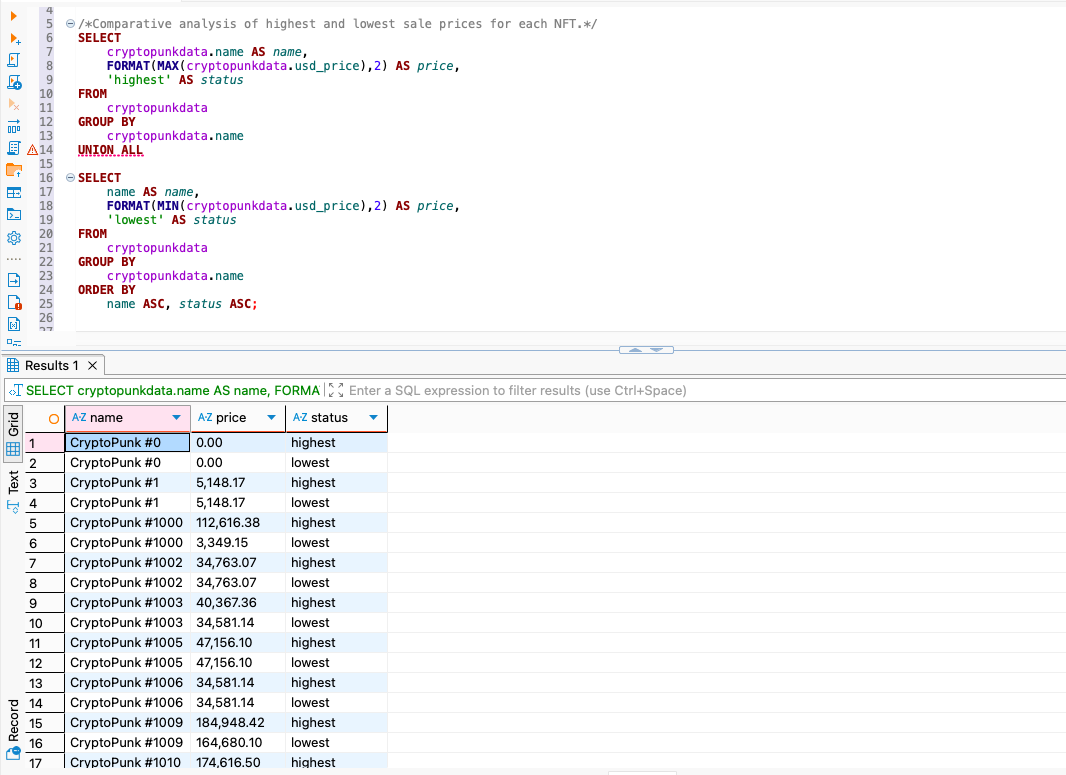 4
5 /*Comparative analysis of highest and lowest sale prices for each NFT.*/
6 SELECT
7 cryptopunkdata.name AS name,
8 FORMAT(MAX(cryptopunkdata.usd_price),2) AS price,
9 'highest' AS status
10 FROM
11 cryptopunkdata
12 GROUP BY
13 cryptopunkdata.name
14 UNION ALL
15
16 SELECT
17 name AS name,
18 FORMAT(MIN(cryptopunkdata.usd_price),2) AS price,
19 'lowest' AS status
20 FROM
21 cryptopunkdata
22 GROUP BY
23 cryptopunkdata.name
24 ORDER BY
25 name ASC, status ASC;
26
27
Results 1
SELECT cryptopunkdata.name AS name, FORMA Enter a SQL expression to filter results (use Ctrl+Space)
Grid
Text
Record
A-Z name A-Z price A-Z status
1 CryptoPunk #0 0.00 highest
2 CryptoPunk #0 0.00 lowest
3 CryptoPunk #1 5,148.17 highest
4 CryptoPunk #1 5,148.17 lowest
5 CryptoPunk #1000 112,616.38 highest
6 CryptoPunk #1000 3,349.15 lowest
7 CryptoPunk #1002 34,763.07 highest
8 CryptoPunk #1002 34,763.07 lowest
9 CryptoPunk #1003 40,367.36 highest
10 CryptoPunk #1003 34,581.14 lowest
11 CryptoPunk #1005 47,156.10 highest
12 CryptoPunk #1005 47,156.10 lowest
13 CryptoPunk #1006 34,581.14 highest
14 CryptoPunk #1006 34,581.14 lowest
15 CryptoPunk #1009 184,948.42 highest
16 CryptoPunk #1009 164,680.10 lowest
17 CryptoPunk #1010 174,616.50 highest